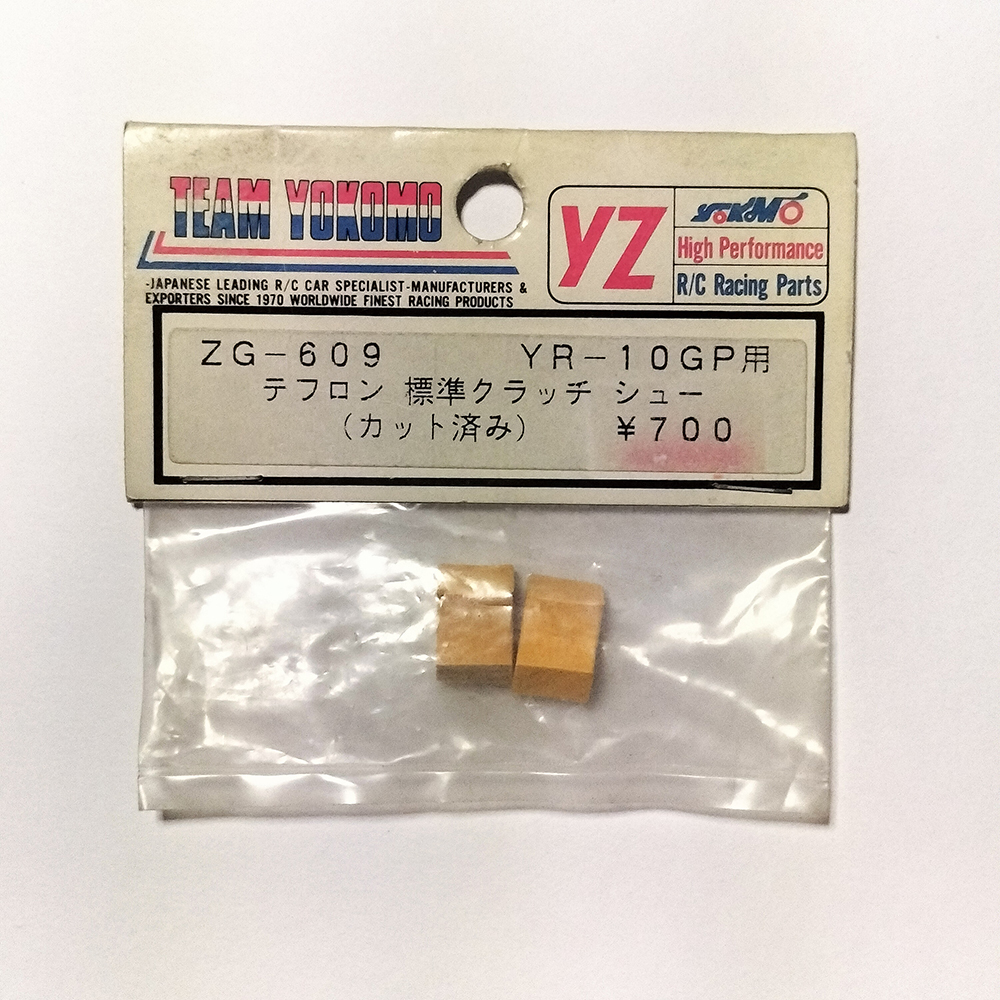 TEAM YOKOMO
-JAPANESE LEADING R/C CAR SPECIALIST-MANUFACTURERS &
EXPORTERS SINCE 1970 WORLDWIDE FINEST RACING PRODUCTS
YZ
YOKOMO
High Performance
R/C Racing Parts
ZG-609 YR-10GP用
テフロン 標準クラッチ シュー
(カット済み) ¥700